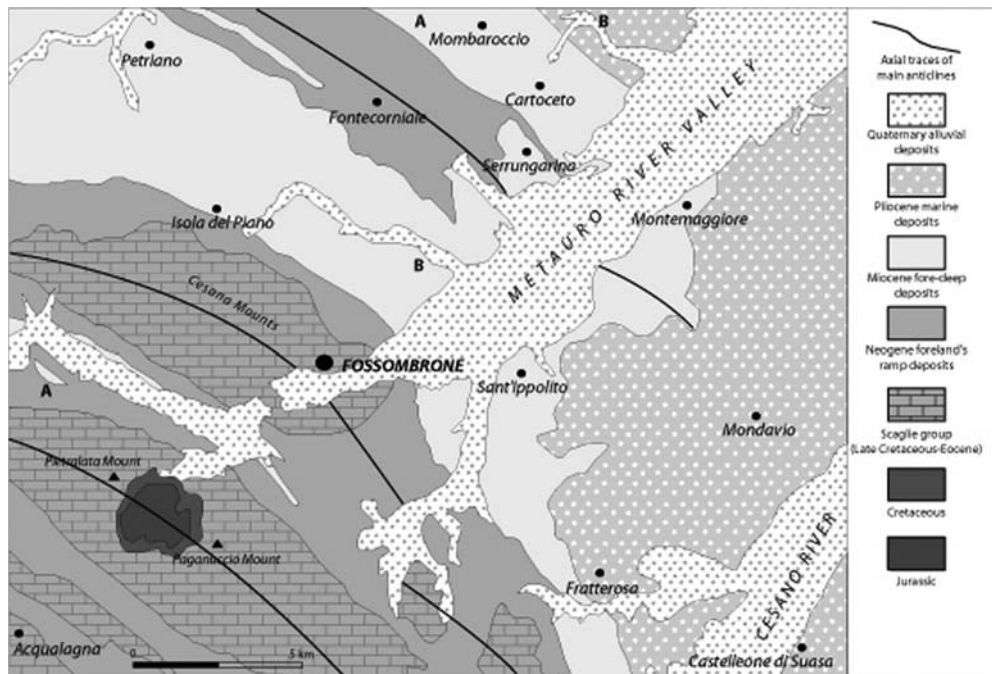 A
B
Mombaroccio
Petriano
Cartoceto
Fontecorniale
Serrungarina
METAURO RIVER VALLEY
Isola del Piano
Montemaggiore
B
Cesana Mounts
FOSSOMBRONE
Sant'Ippolito
A
Mondavio
Pietralata Mount
Paganuccio Mount
Fratterosa
CESANO RIVER
Acqualagna
0
5 km
Castelleone di Suasa
Axial traces of
main anticlines
Quaternary alluvial
deposits
Pliocene marine
deposits
Miocene fore-deep
deposits
Neogene foreland's
ramp deposits
Scaglie group
(Late Cretaceous-Eocene)
Cretaceous
Jurassic